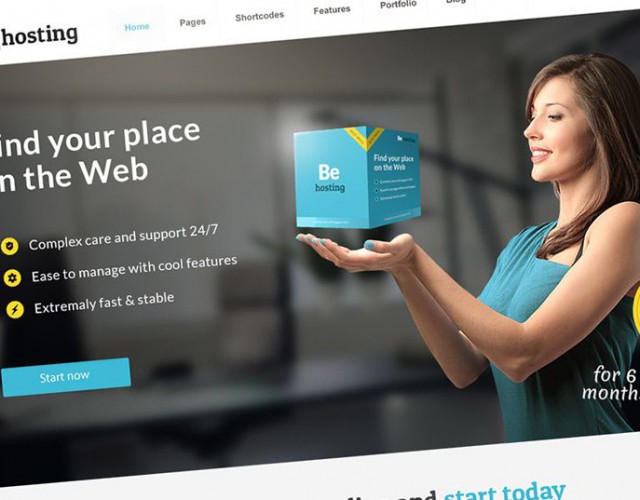 hosting
Home
Pages
Shortcodes
Features
Portfolio
Blog
ind your place
n the Web
Complex care and support 24/7
Ease to manage with cool features
Extremaly fast & stable
Start now
Be
hosting
Be
Find your place
on the Web
for 6
month
and start today